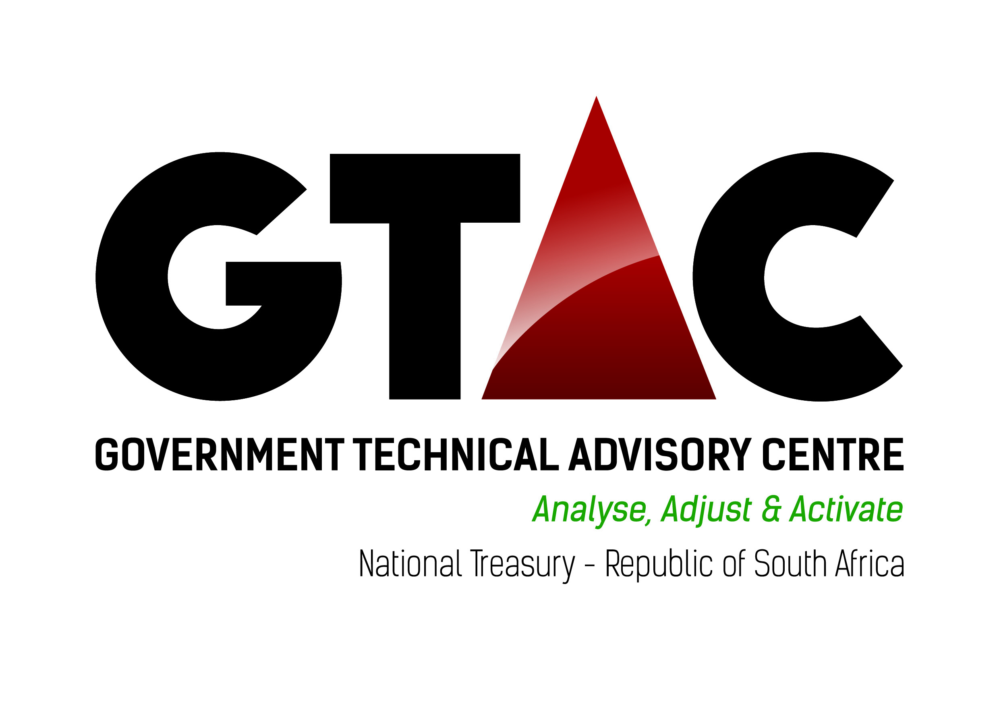 GTAC
GOVERNMENT TECHNICAL ADVISORY CENTRE
Analyse, Adjust & Activate
National Treasury - Republic of South Africa